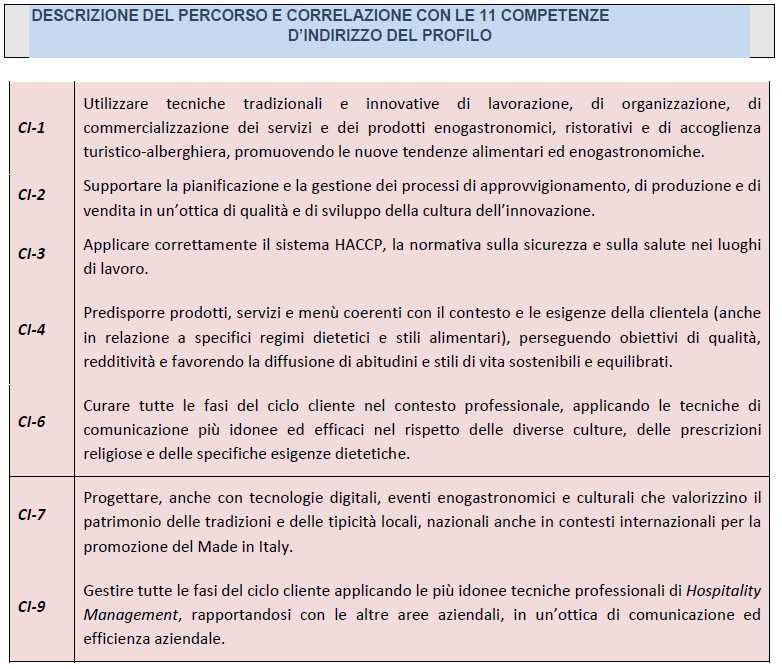 DESCRIZIONE DEL PERCORSO E CORRELAZIONE CON LE 11 COMPETENZE
D’INDIRIZZO DEL PROFILO
CI-1
Utilizzare tecniche tradizionali e innovative di lavorazione, di organizzazione, di
commercializzazione dei servizi e dei prodotti enogastronomici, ristorativi e di accoglienza
turistico-alberghiera, promuovendo le nuove tendenze alimentari ed enogastronomiche.
CI-2
Supportare la pianificazione e la gestione dei processi di approvvigionamento, di produzione e di
vendita in un’ottica di qualità e di sviluppo della cultura dell’innovazione.
CI-3
Applicare correttamente il sistema HACCP, la normativa sulla sicurezza e sulla salute nei luoghi
di lavoro.
CI-4
Predisporre prodotti, servizi e menù coerenti con il contesto e le esigenze della clientela (anche
in relazione a specifici regimi dietetici e stili alimentari), perseguendo obiettivi di qualità,
redditività e favorendo la diffusione di abitudini e stili di vita sostenibili e equilibrati.
CI-6
Curare tutte le fasi del ciclo cliente nel contesto professionale, applicando le tecniche di
comunicazione più idonee ed efficaci nel rispetto delle diverse culture, delle prescrizioni
religiose e delle specifiche esigenze dietetiche.
CI-7
Progettare, anche con tecnologie digitali, eventi enogastronomici e culturali che valorizzino il
patrimonio delle tradizioni e delle tipicità locali, nazionali anche in contesti internazionali per la
promozione del Made in Italy.
CI-9
Gestire tutte le fasi del ciclo cliente applicando le più idonee tecniche professionali di Hospitality
Management, rapportandosi con le altre aree aziendali, in un’ottica di comunicazione ed
efficienza aziendale.